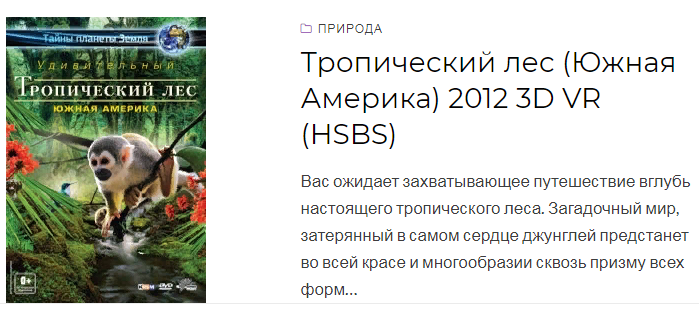 Тайны планеты Земля
Удивительный
Тропический лес
ЮЖНАЯ АМЕРИКА
0+
DVD
ПРИРОДА
Тропический лес (Южная
Америка) 2012 3D VR
(HSBS)
Вас ожидает захватывающее путешествие вглубь
настоящего тропического леса. Загадочный мир,
затерянный в самом сердце джунглей предстанет
во всей красе и многообразии сквозь призму всех
форм...